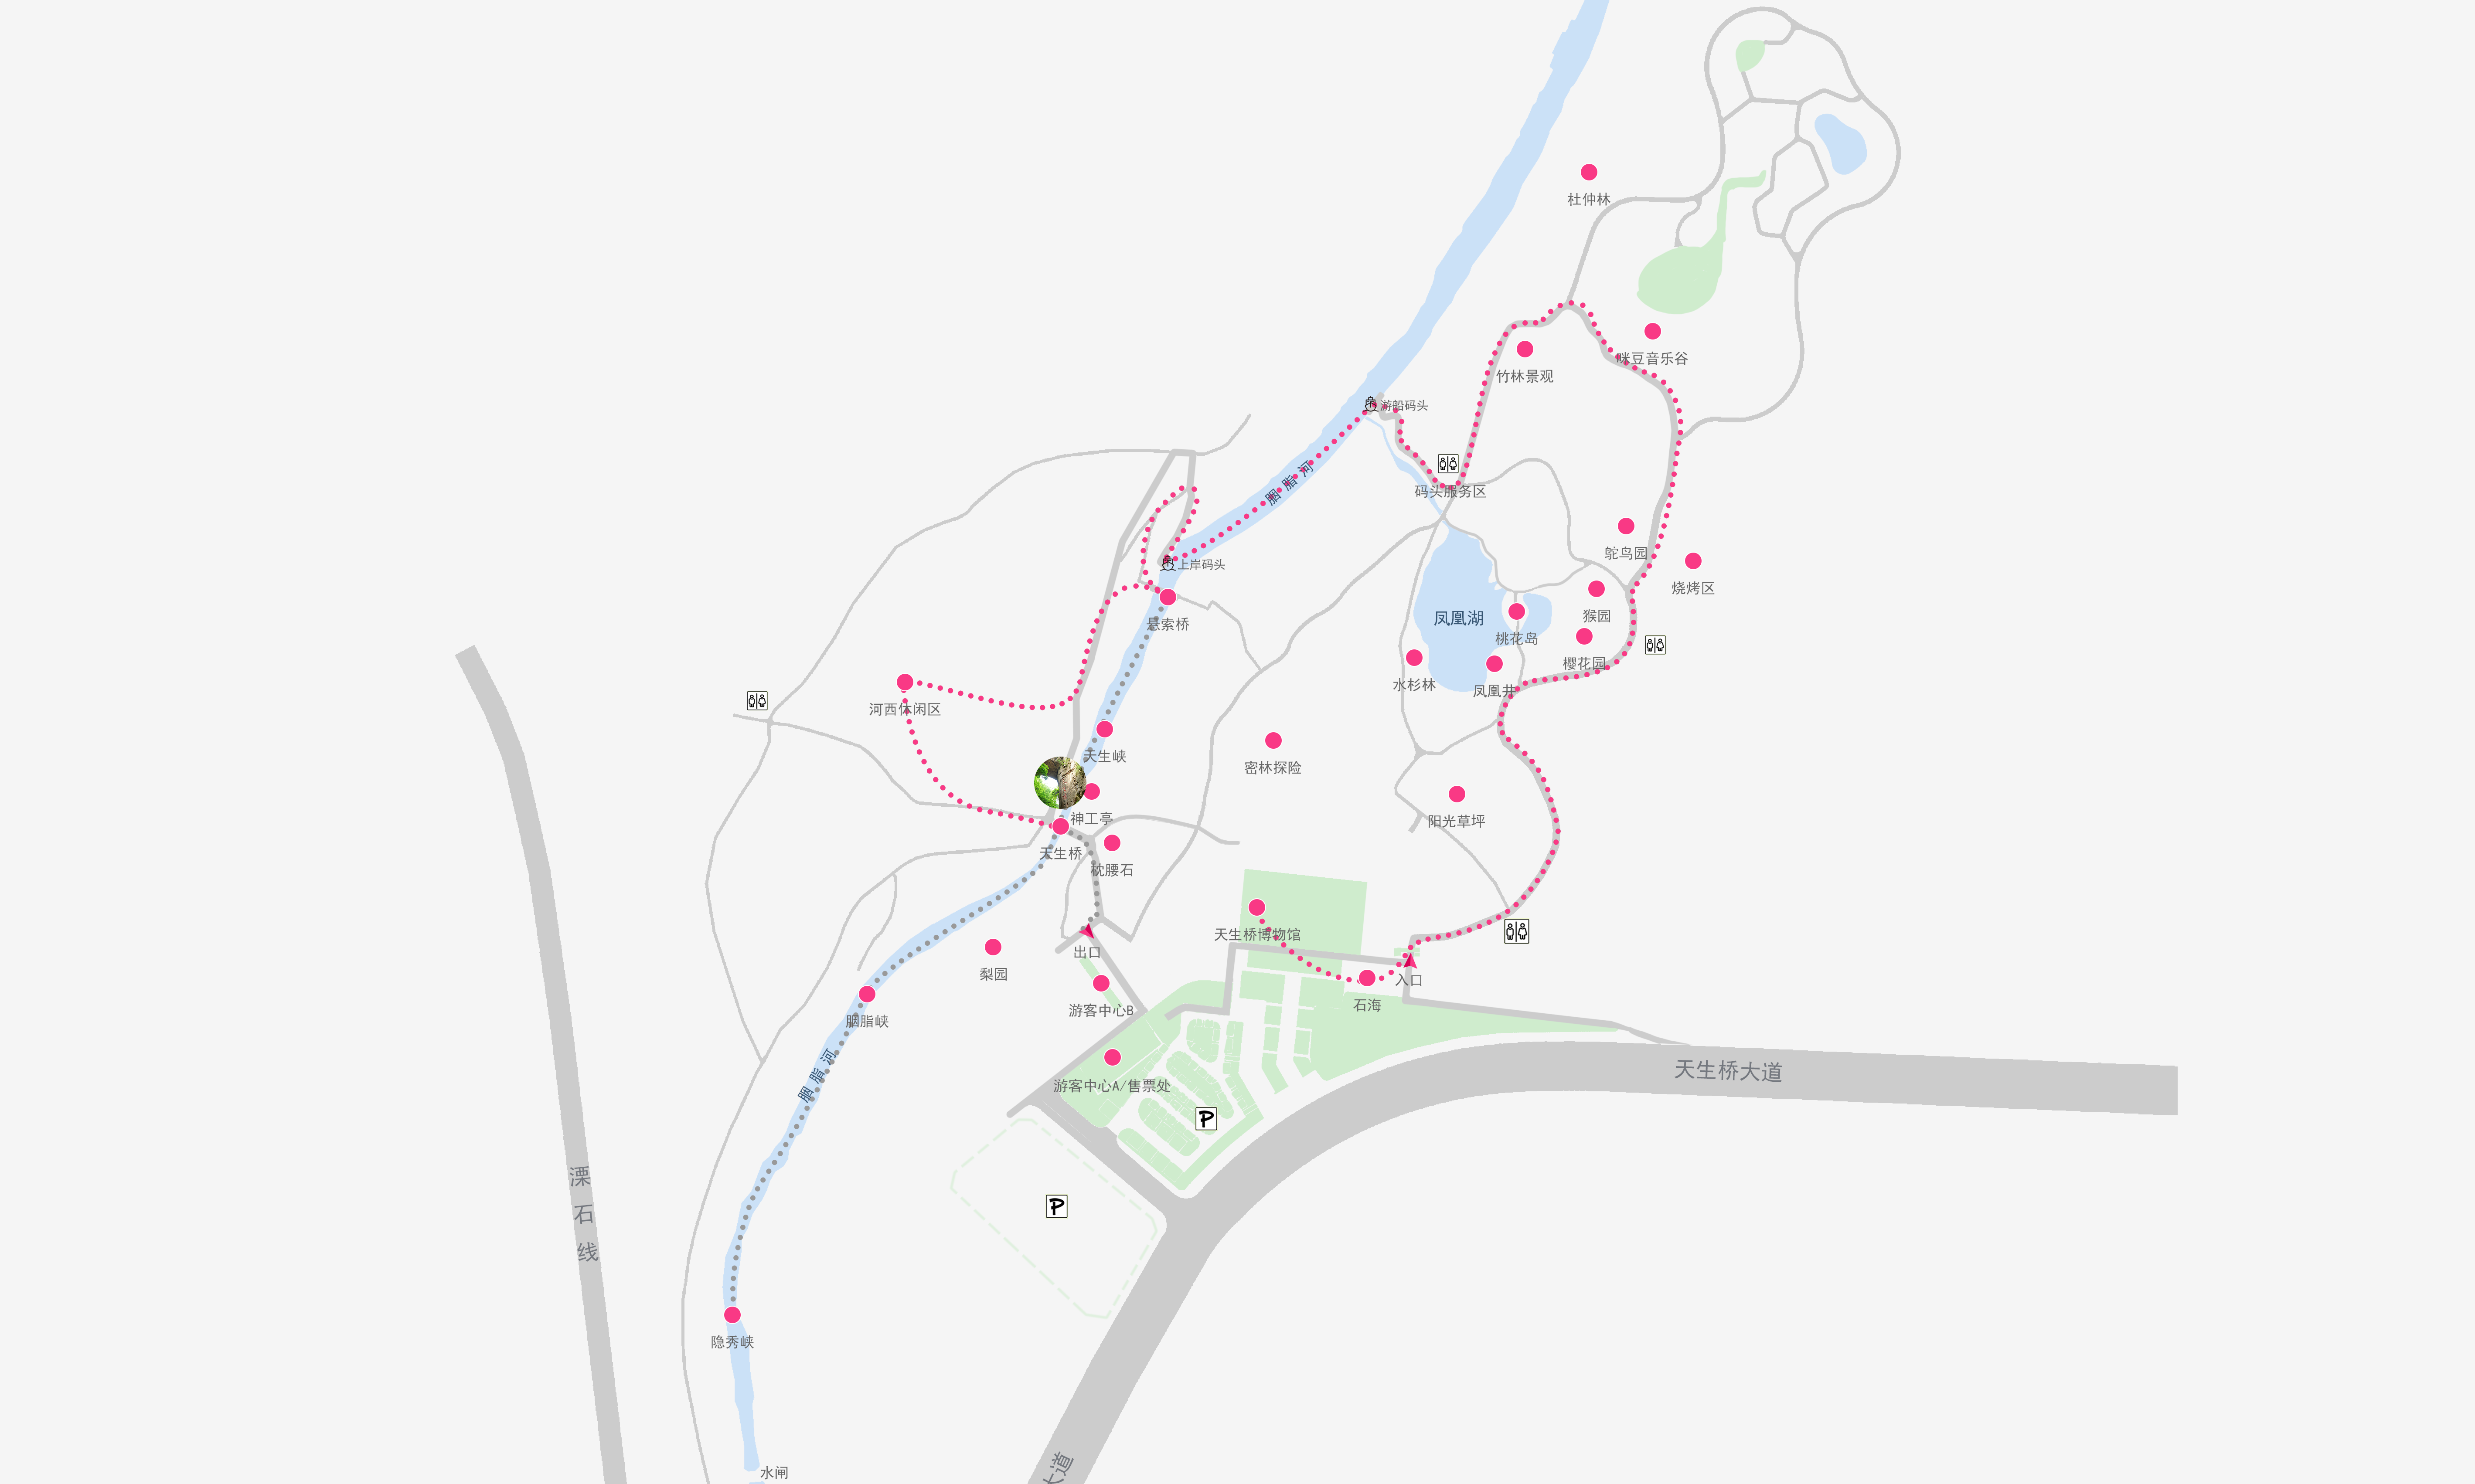 杜仲林
咪豆音乐谷
竹林景观
游船码头
胭脂河
码头服务区
上岸码头
鸵鸟园
烧烤区
悬索桥
凤凰湖
猴园
桃花岛
樱花园
水杉林
凤凰井
河西休闲区
天生峡
密林探险
神工亭
阳光草坪
天生桥
枕腰石
天生桥博物馆
出口
梨园
入口
石海
游客中心B
胭脂峡
胭脂河
游客中心A/售票处
天生桥大道
P
溧石线
P
隐秀峡
大道
水闸